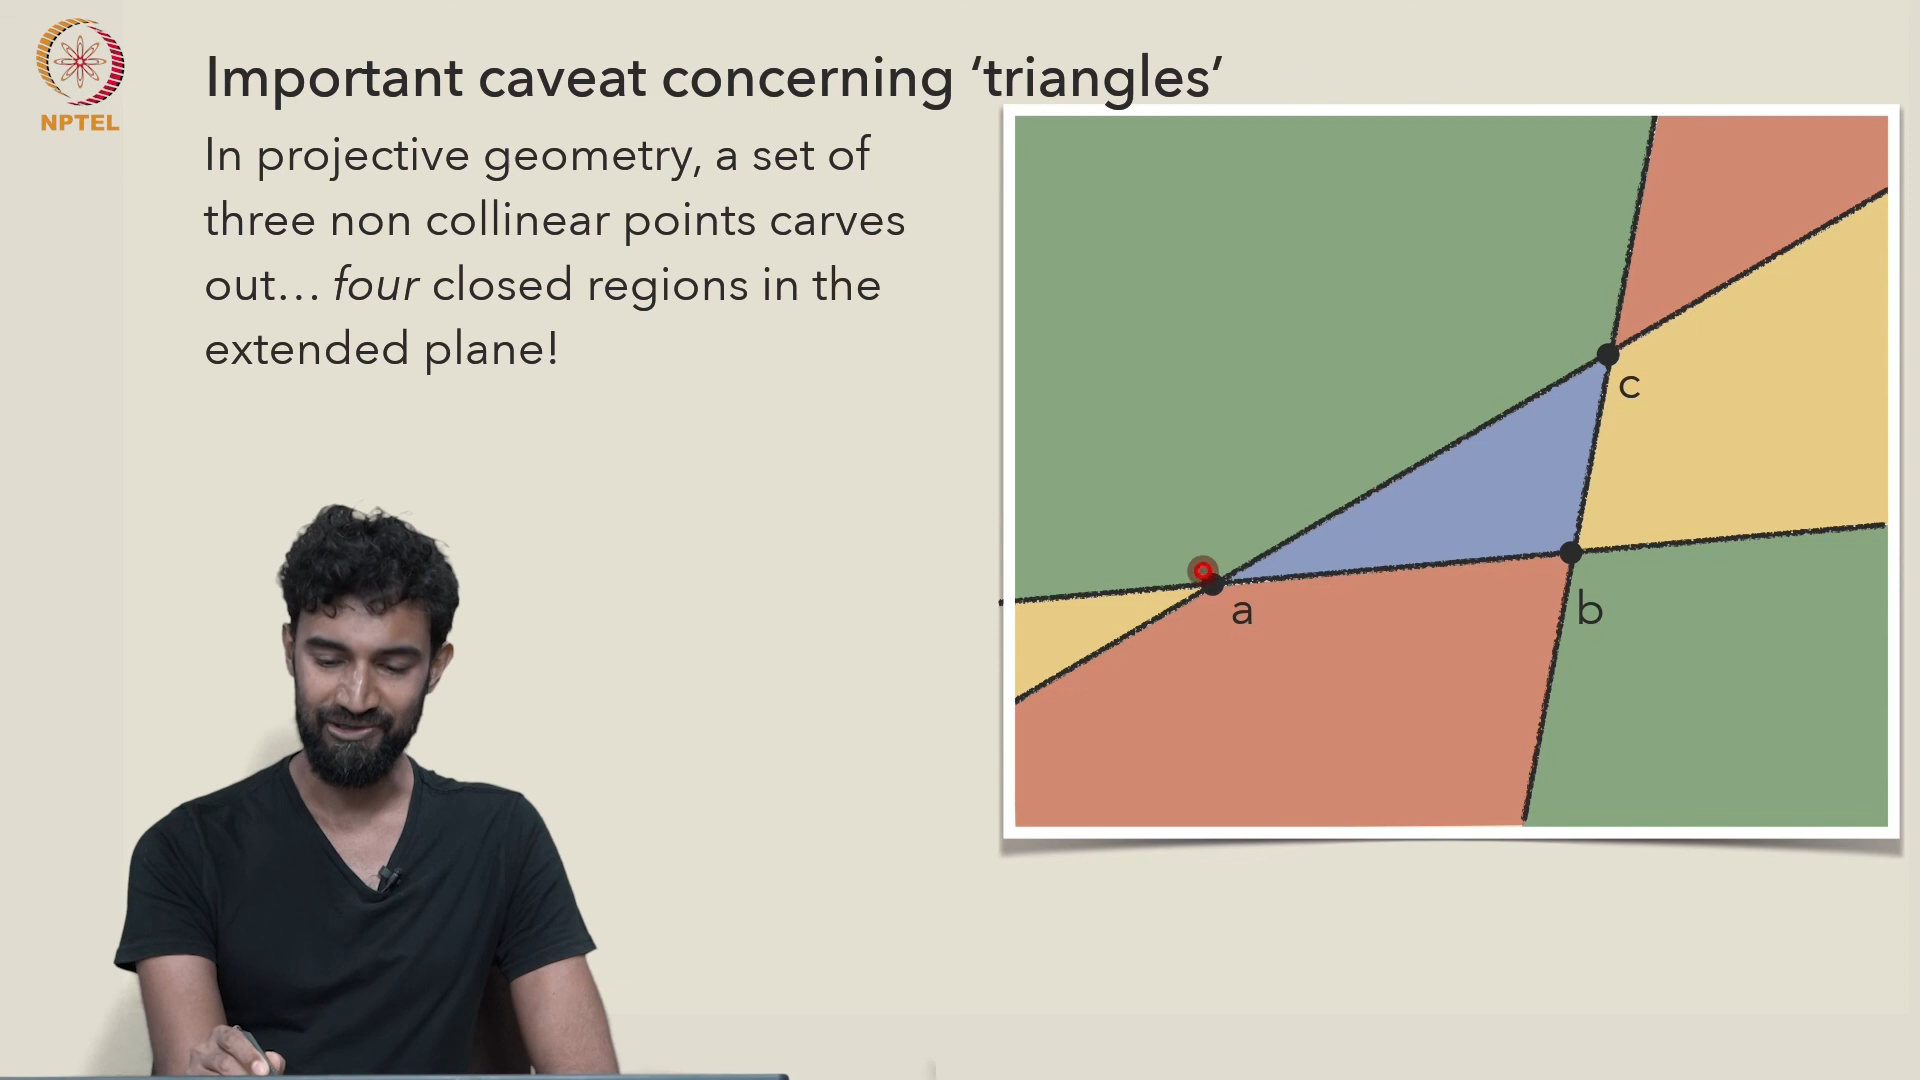 NPTEL
Important caveat concerning ‘triangles’
In projective geometry, a set of
three non collinear points carves
out… four closed regions in the
extended plane!
c
a
b